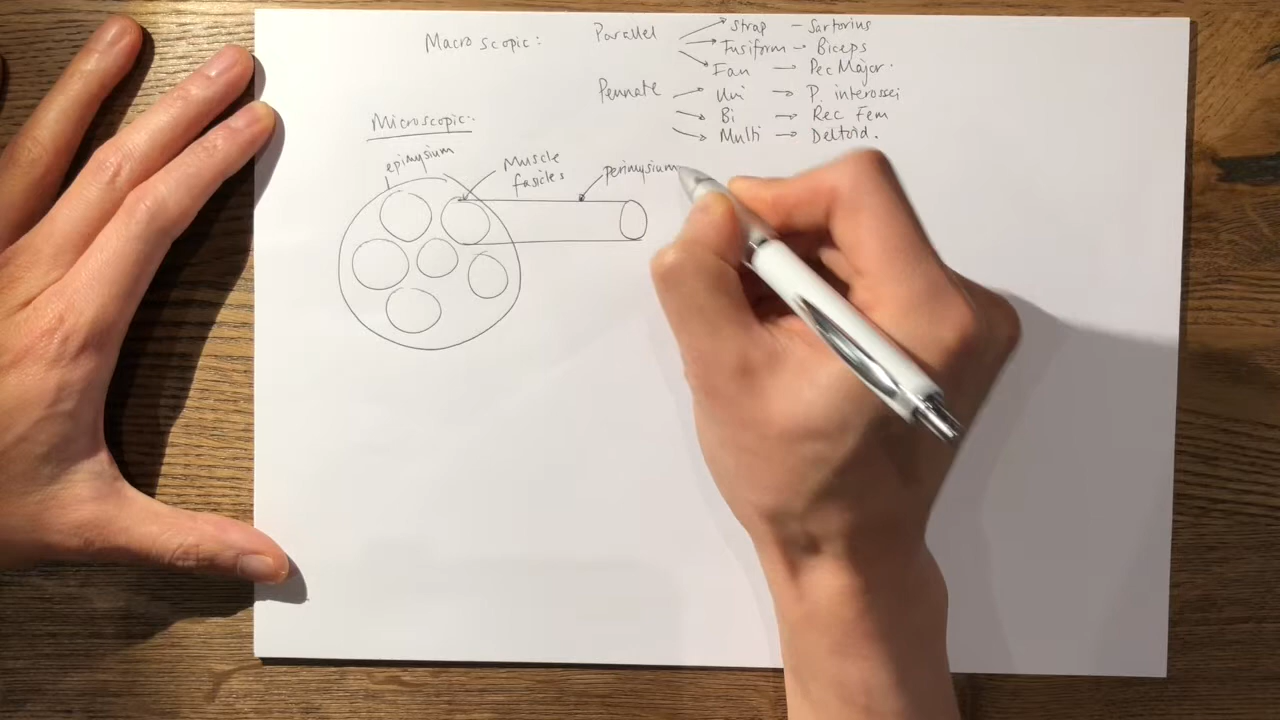 Macroscopic: Parallel Strap - Sartorius
Fusiform - Biceps
Fan Pec Major.
Pennate Uni P. interossei
Bi Rec Fem
Multi Deltoid.
Microscopic:
epimysium
Muscle
fasicles
perimysium